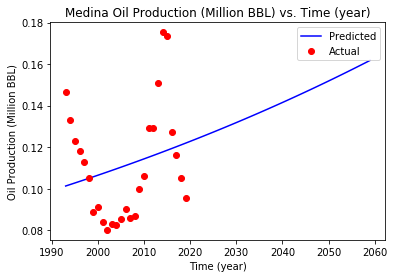 Medina Oil Production (Million BBL) vs. Time (year)
Oil Production (Million BBL)
0.18
0.16
0.14
0.12
0.10
0.08
Predicted
Actual
1990 2000 2010 2020 2030 2040 2050 2060
Time (year)